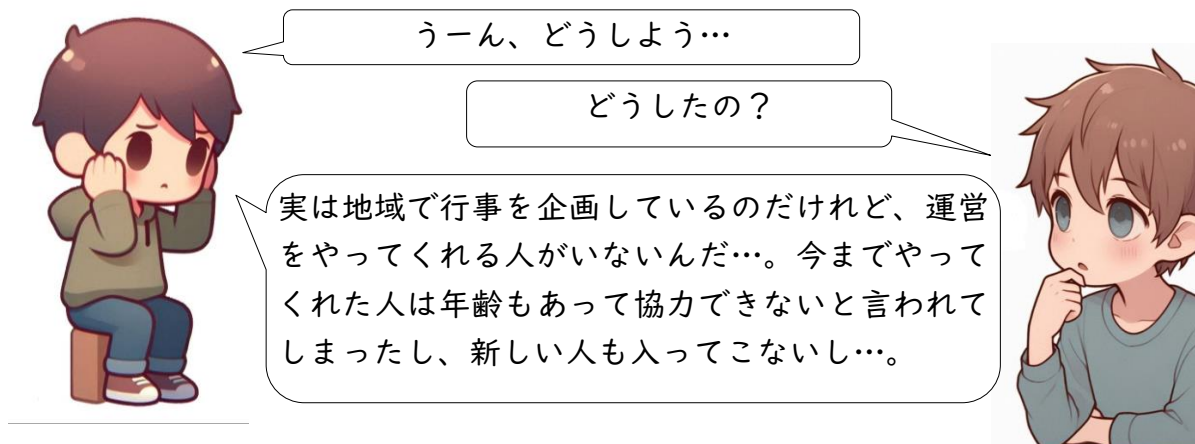 うーん、どうしよう…
どうしたの？
実は地域で行事を企画しているのだけれど、運営
をやってくれる人がいないんだ…。今までやって
くれた人は年齢もあって協力できないと言われて
しまったし、新しい人も入ってこないし…。